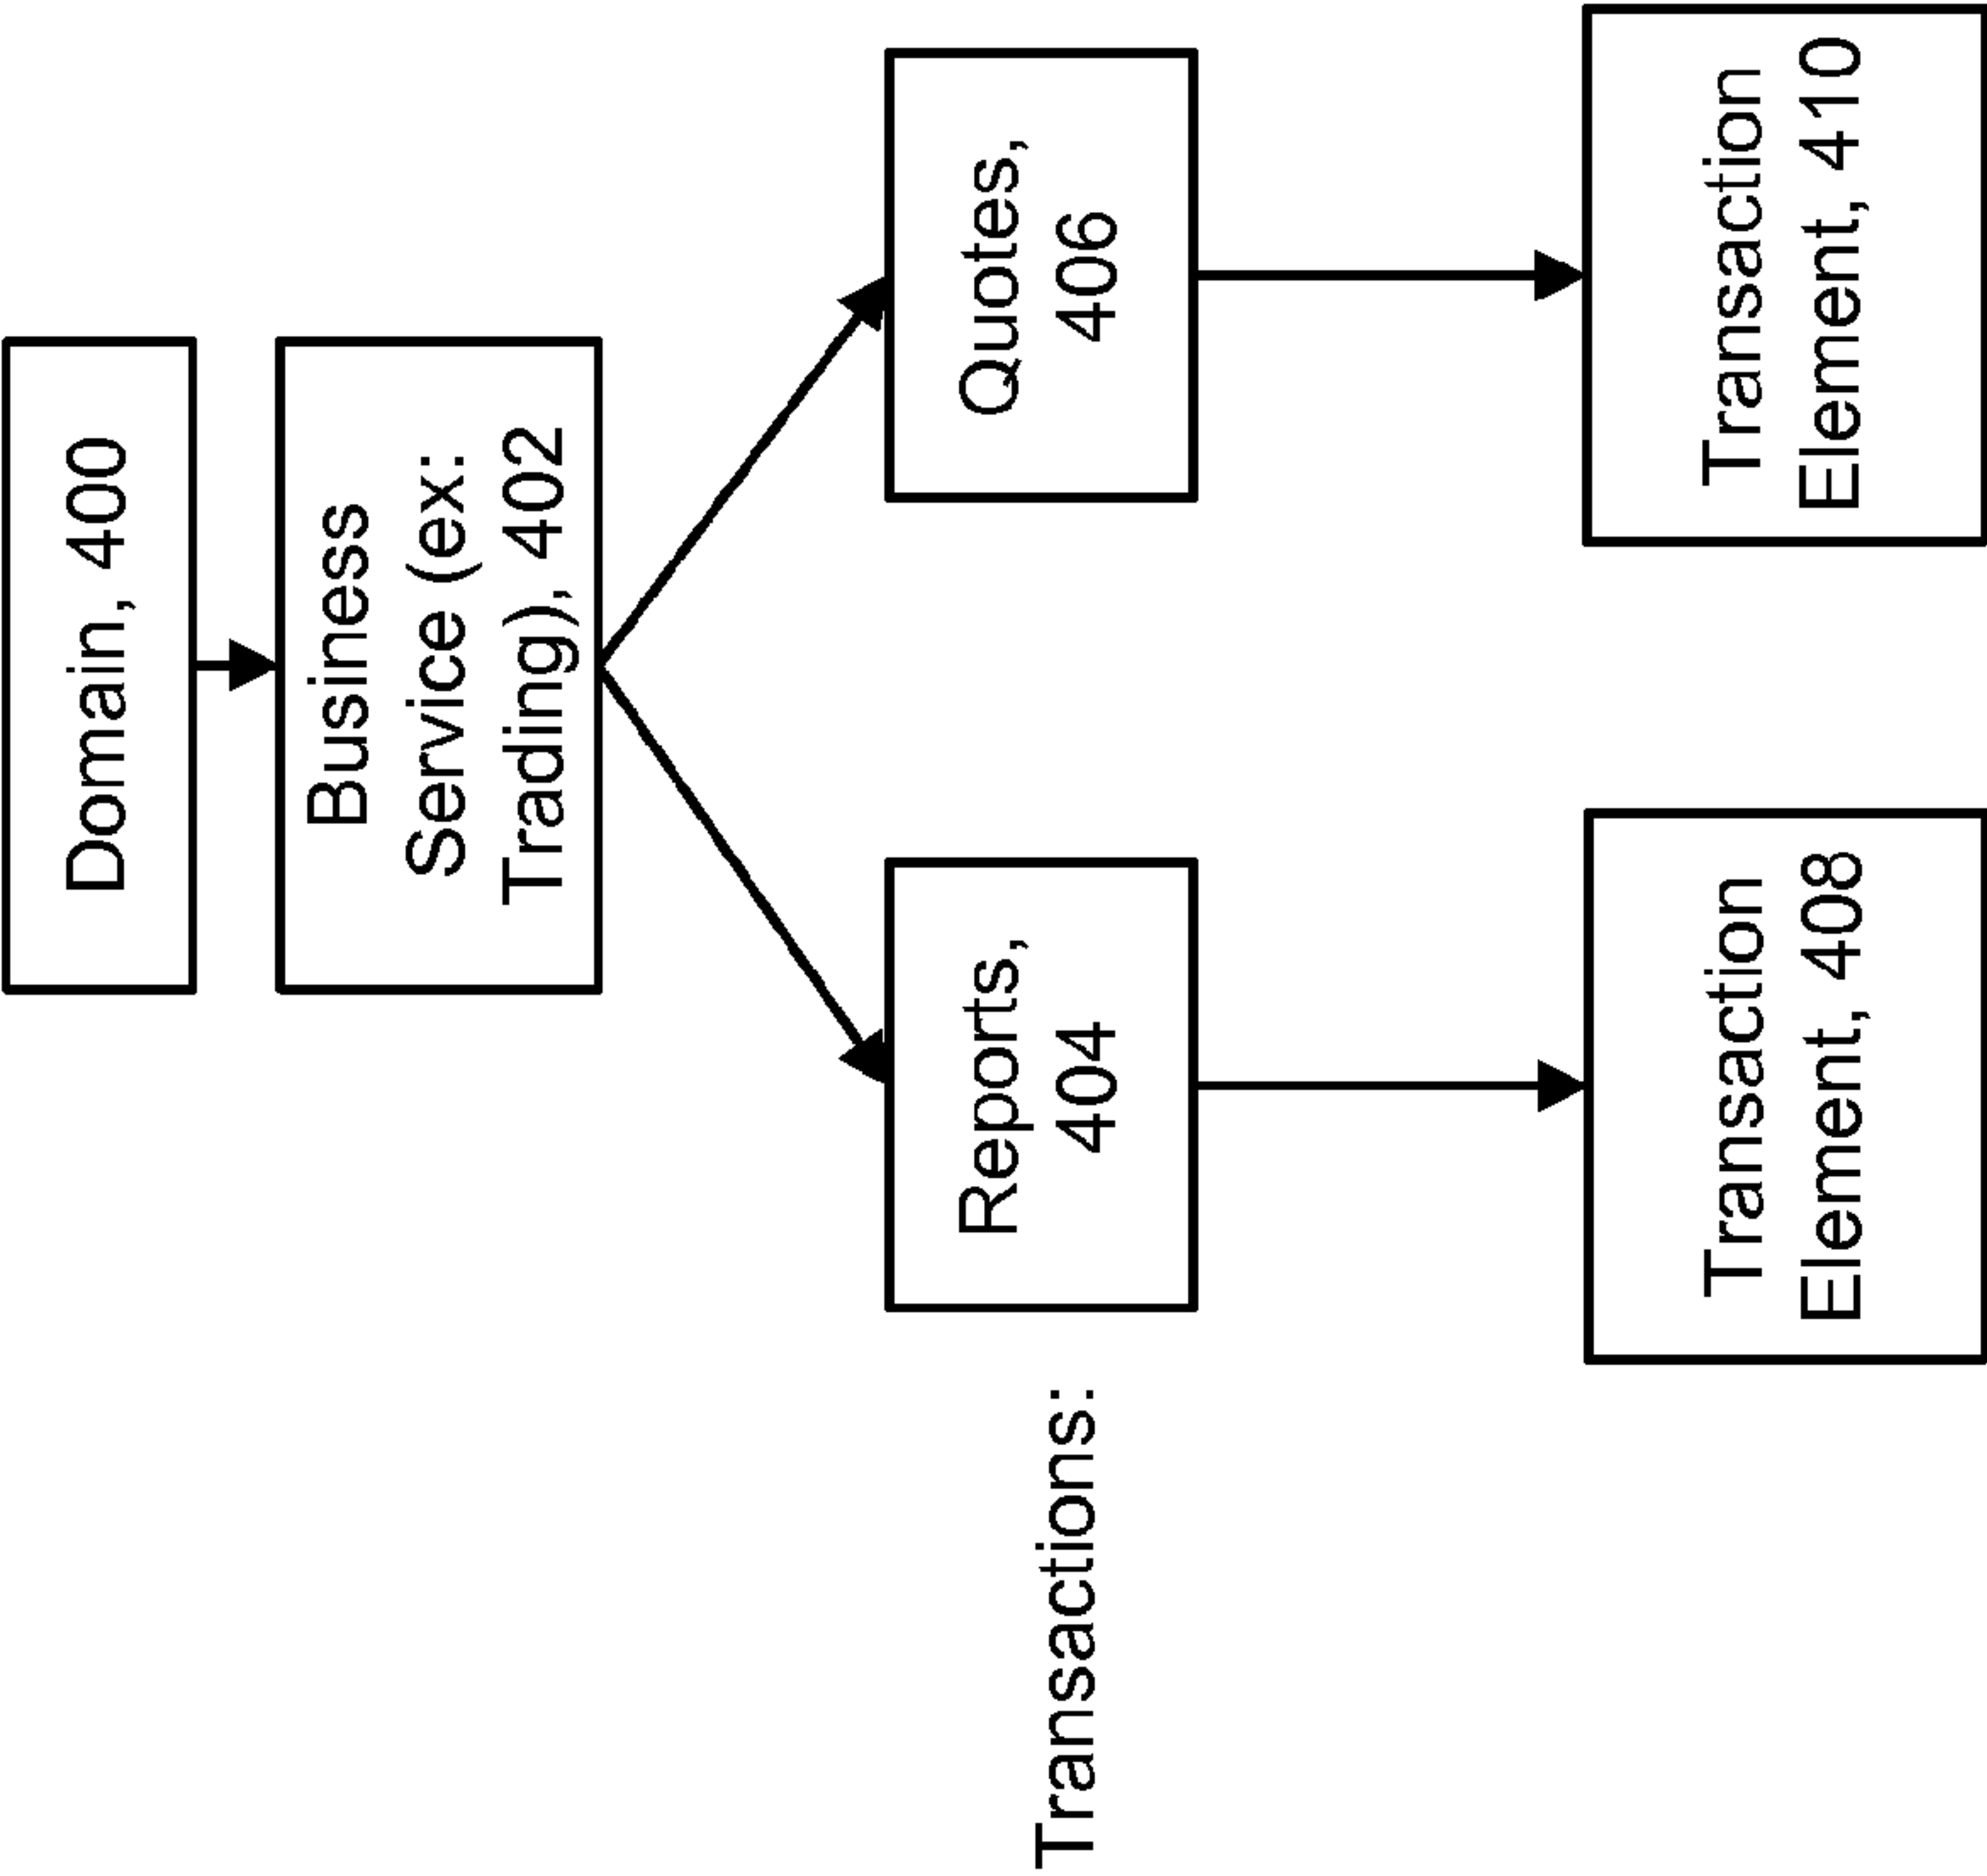 Domain, 400
Business
Service (ex:
Trading), 402
Transactions:
Reports,
404
Quotes,
406
Transaction
Element, 408
Transaction
Element, 410